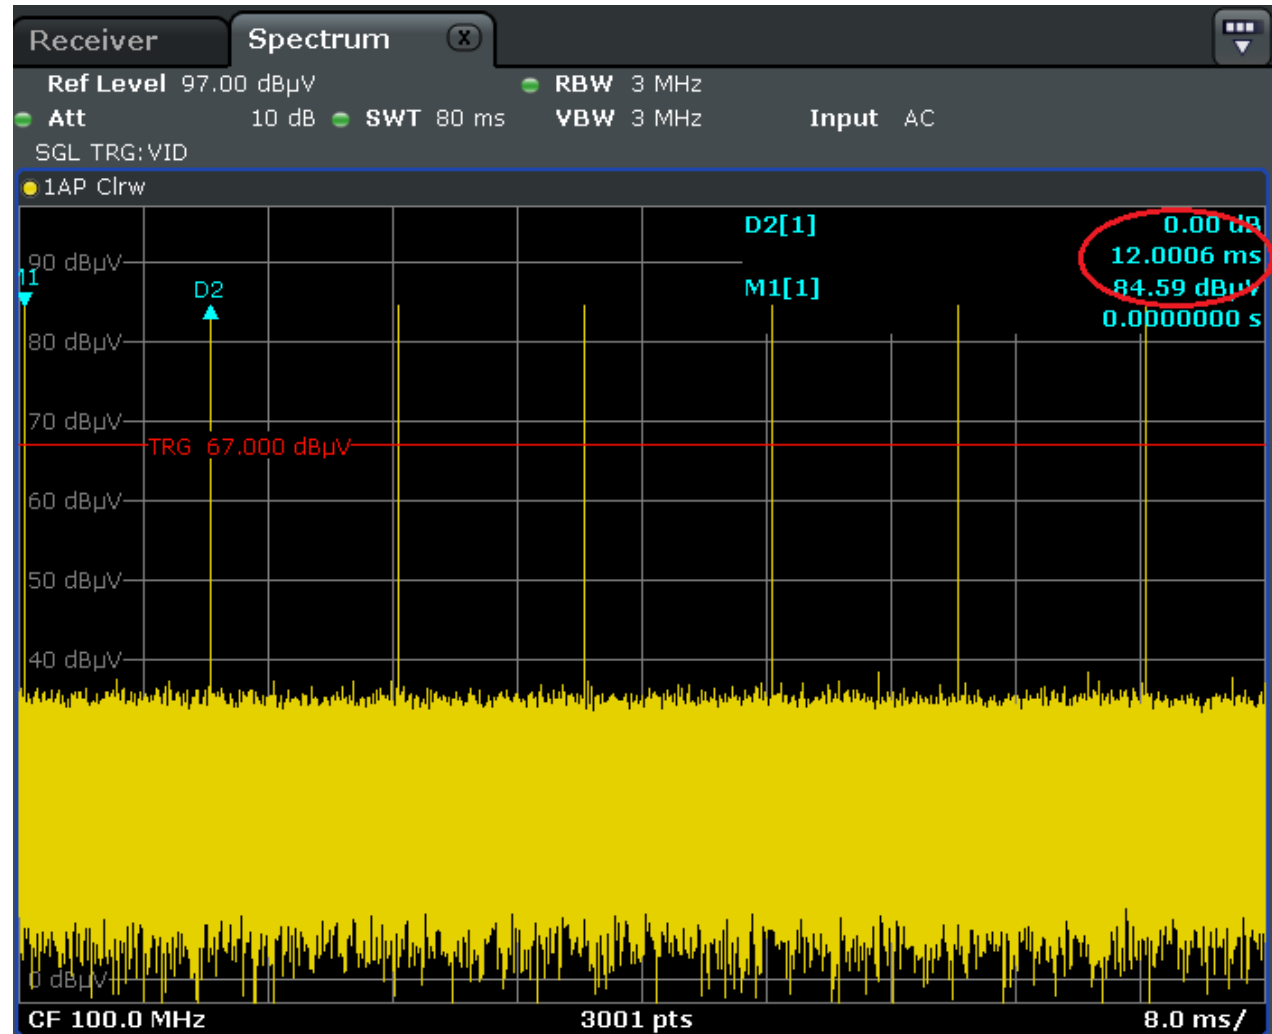 Receiver Spectrum X
Ref Level 97.00 dBµV RBW 3 MHz
Att 10 dB SWT 80 ms VBW 3 MHz Input AC
SGL TRG:VID
1AP Clrw
D2[1] 0.00 dB
12.0006 ms
M1[1] 84.59 dBµV
0.0000000 s
90 dBµV
M1
D2
80 dBµV
70 dBµV
TRG 67.000 dBµV
60 dBµV
50 dBµV
40 dBµV
0 dBµV
CF 100.0 MHz 3001 pts 8.0 ms/